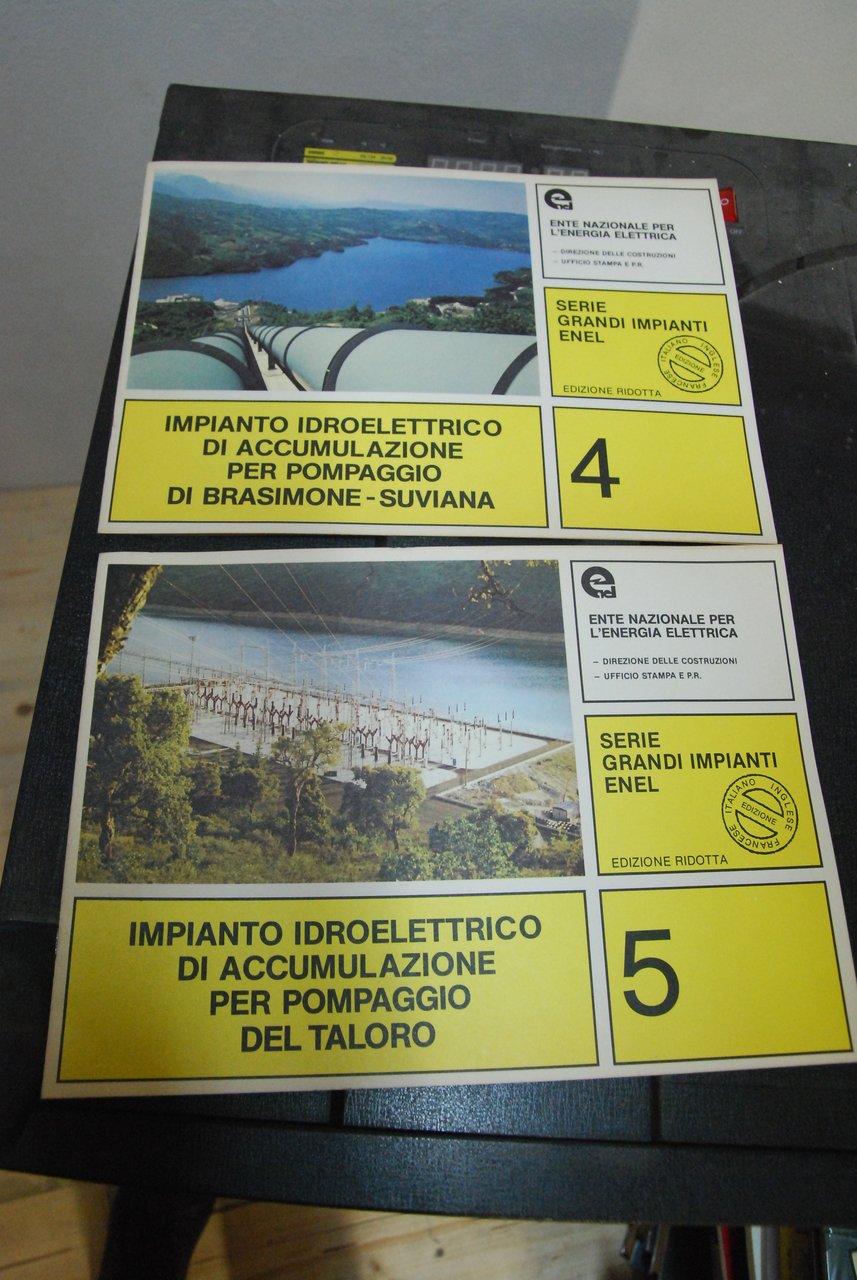 enel
ENTE NAZIONALE PER
L'ENERGIA ELETTRICA
– DIREZIONE DELLE COSTRUZIONI
– UFFICIO STAMPA E P.R.
SERIE
GRANDI IMPIANTI
ENEL
ITALIANO INGLESE FRANCESE
EDIZIONE
EDIZIONE RIDOTTA
IMPIANTO IDROELETTRICO
DI ACCUMULAZIONE
PER POMPAGGIO
DI BRASIMONE-SUVIANA
4
enel
ENTE NAZIONALE PER
L'ENERGIA ELETTRICA
– DIREZIONE DELLE COSTRUZIONI
– UFFICIO STAMPA E P.R.
SERIE
GRANDI IMPIANTI
ENEL
ITALIANO INGLESE FRANCESE
EDIZIONE
EDIZIONE RIDOTTA
IMPIANTO IDROELETTRICO
DI ACCUMULAZIONE
PER POMPAGGIO
DEL TALORO
5
OFF